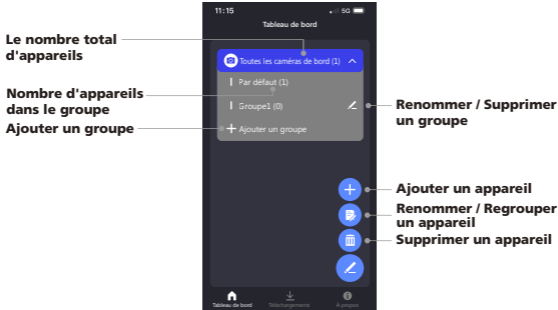 11:15
5G
Tableau de bord
Le nombre total
d'appareils
Toutes les caméras de bord (1)
Par défaut (1)
Nombre d'appareils
dans le groupe
Groupe1 (0)
Renommer / Supprimer
un groupe
Ajouter un groupe
Ajouter un groupe
Ajouter un appareil
Renommer / Regrouper
un appareil
Supprimer un appareil
Tableau de bord
Téléchargements
À propos